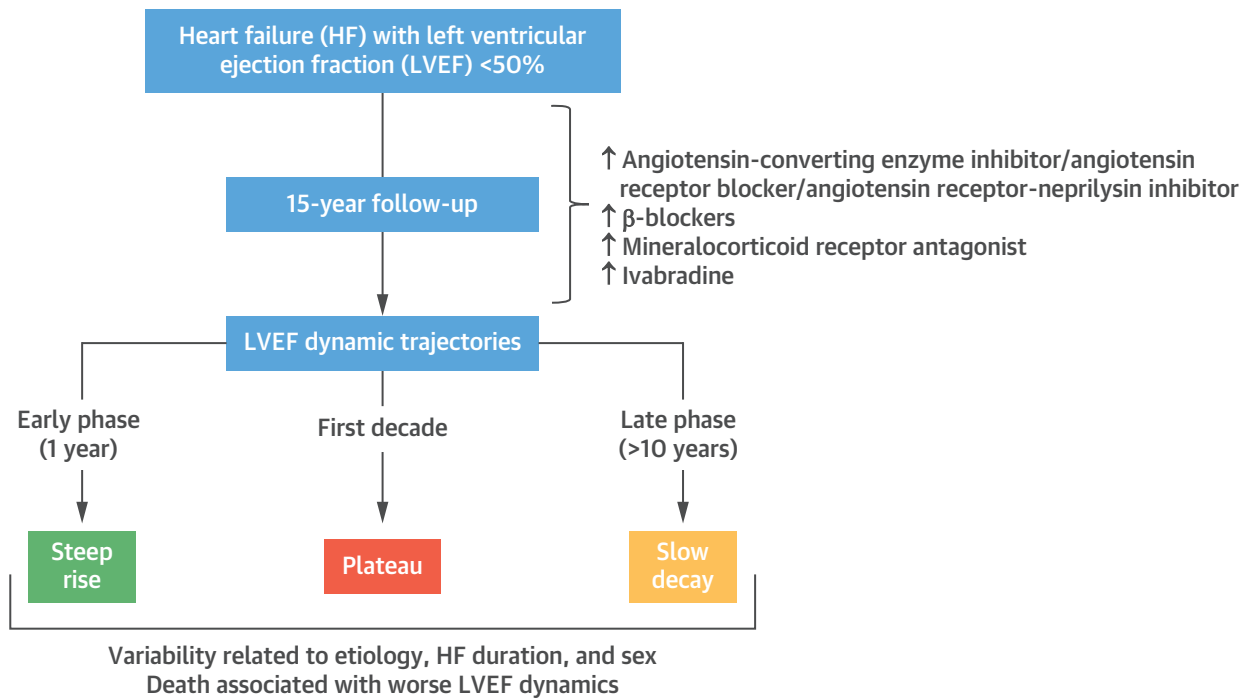 Heart failure (HF) with left ventricular
ejection fraction (LVEF) <50%
↑ Angiotensin-converting enzyme inhibitor/angiotensin
receptor blocker/angiotensin receptor-neprilysin inhibitor
↑ β-blockers
↑ Mineralocorticoid receptor antagonist
↑ Ivabradine
15-year follow-up
LVEF dynamic trajectories
Early phase
(1 year)
First decade
Late phase
(>10 years)
Steep
rise
Plateau
Slow
decay
Variability related to etiology, HF duration, and sex
Death associated with worse LVEF dynamics